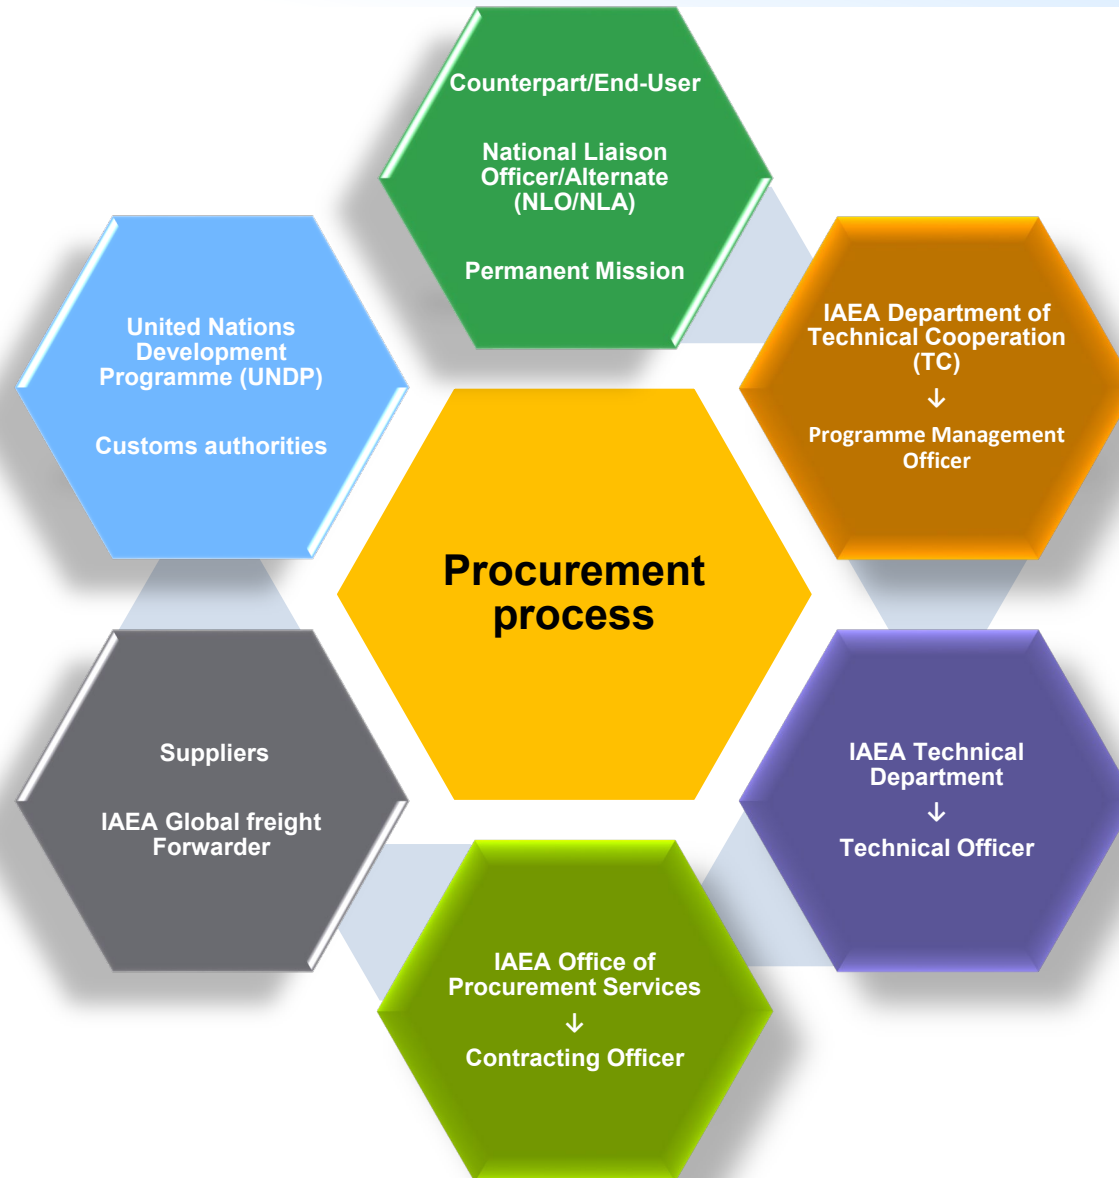 Counterpart/End-User
National Liaison
Officer/Alternate
(NLO/NLA)
Permanent Mission
IAEA Department of
Technical Cooperation
(TC)
↓
Programme Management
Officer
IAEA Technical
Department
↓
Technical Officer
IAEA Office of
Procurement Services
↓
Contracting Officer
Suppliers
IAEA Global freight
Forwarder
United Nations
Development
Programme (UNDP)
Customs authorities
Procurement
process